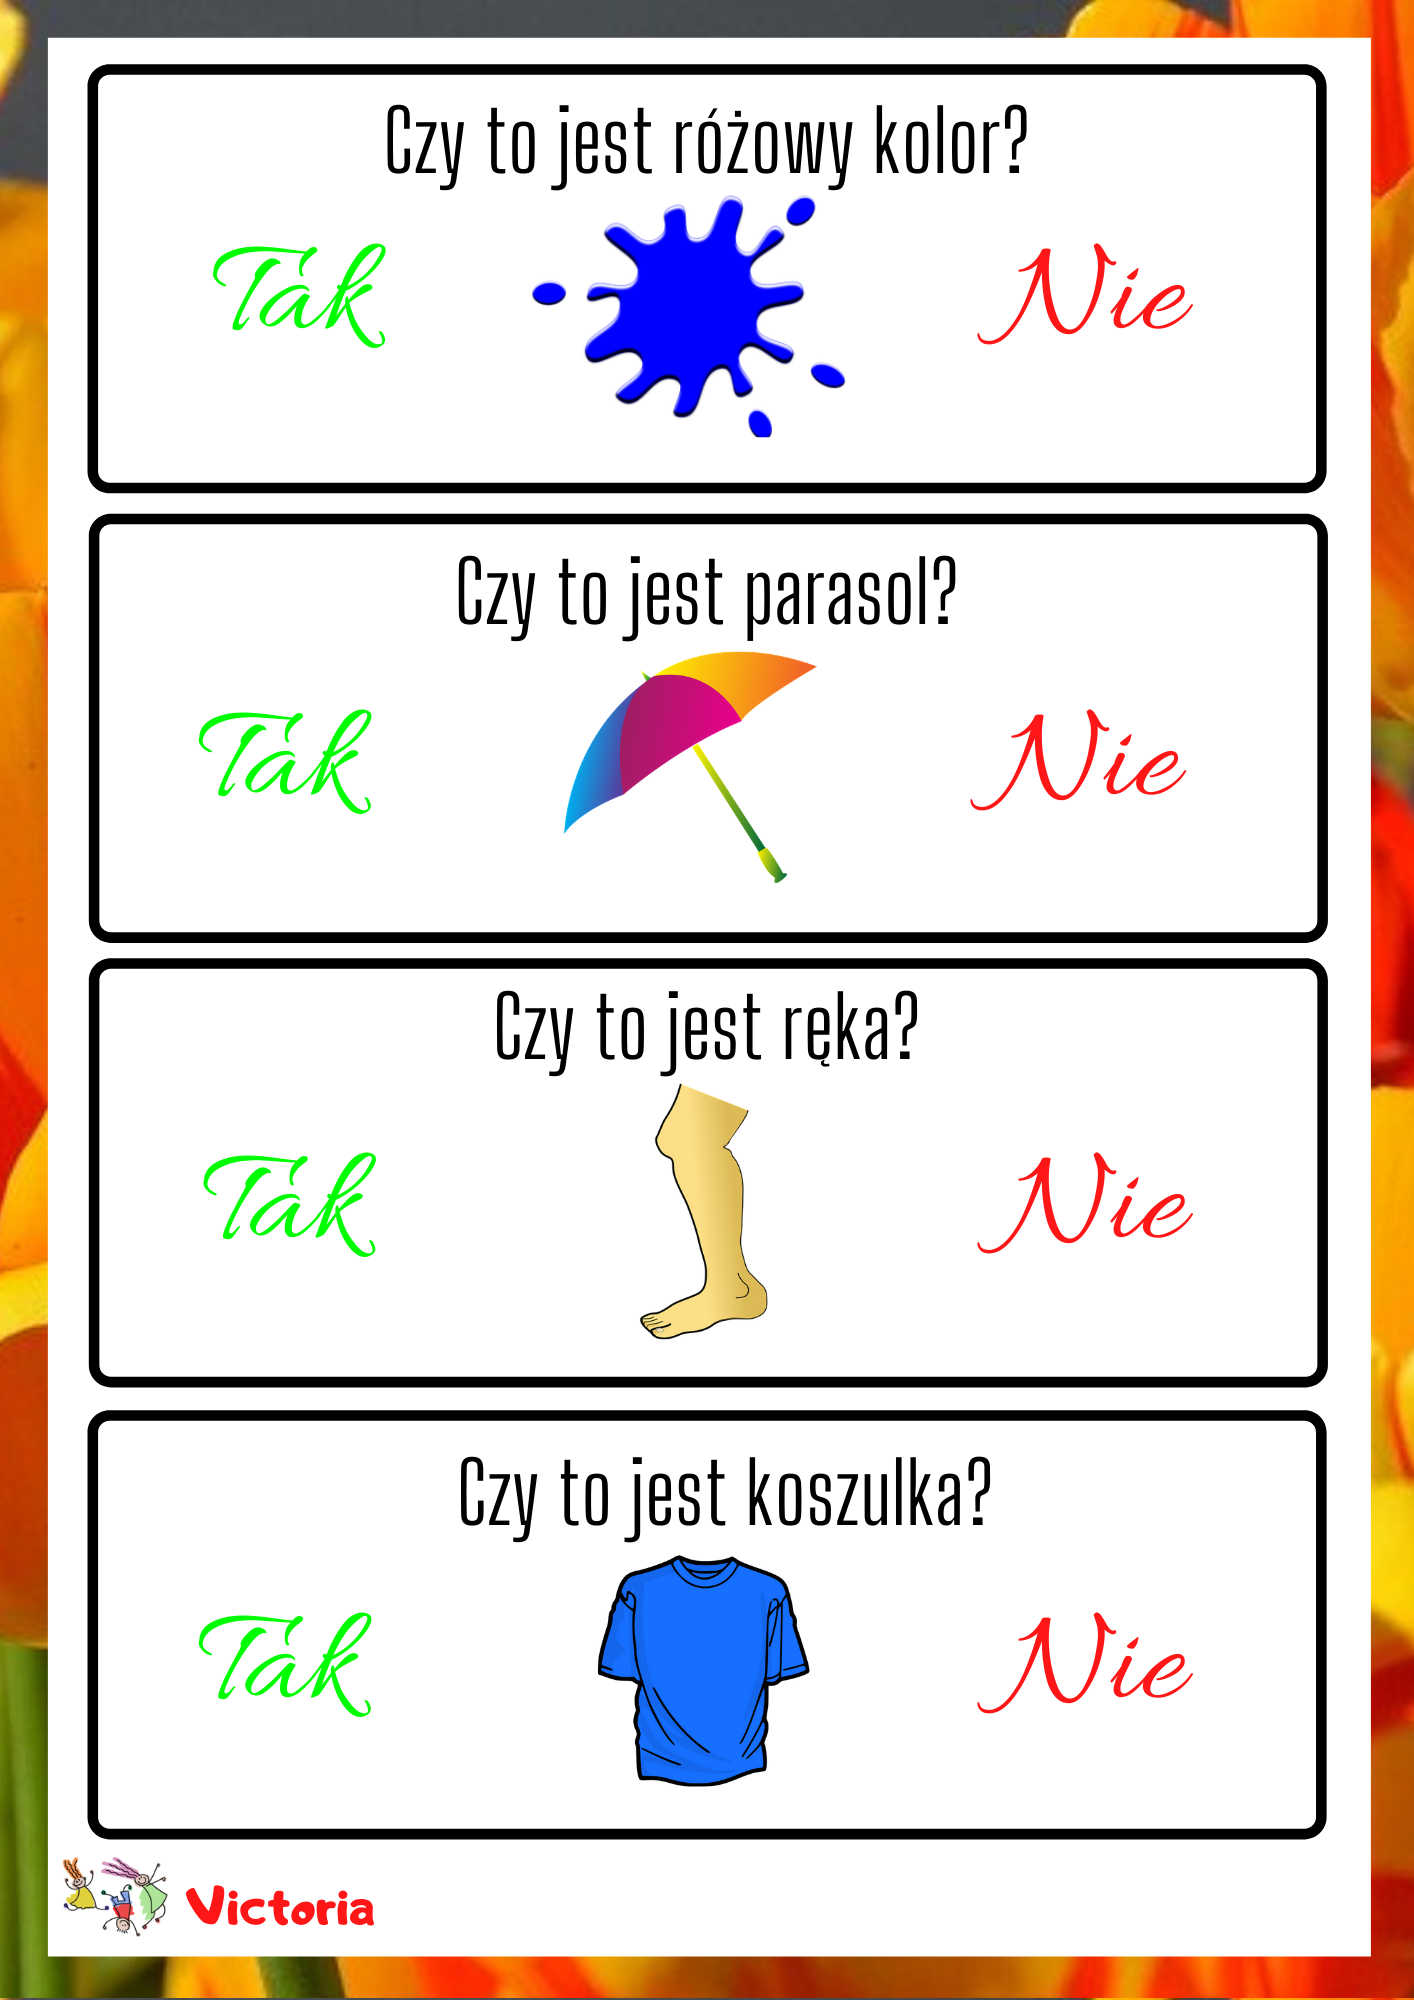 Czy to jest różowy kolor?
Tak
Nie
Czy to jest parasol?
Tak
Nie
Czy to jest ręka?
Tak
Nie
Czy to jest koszulka?
Tak
Nie
Victoria